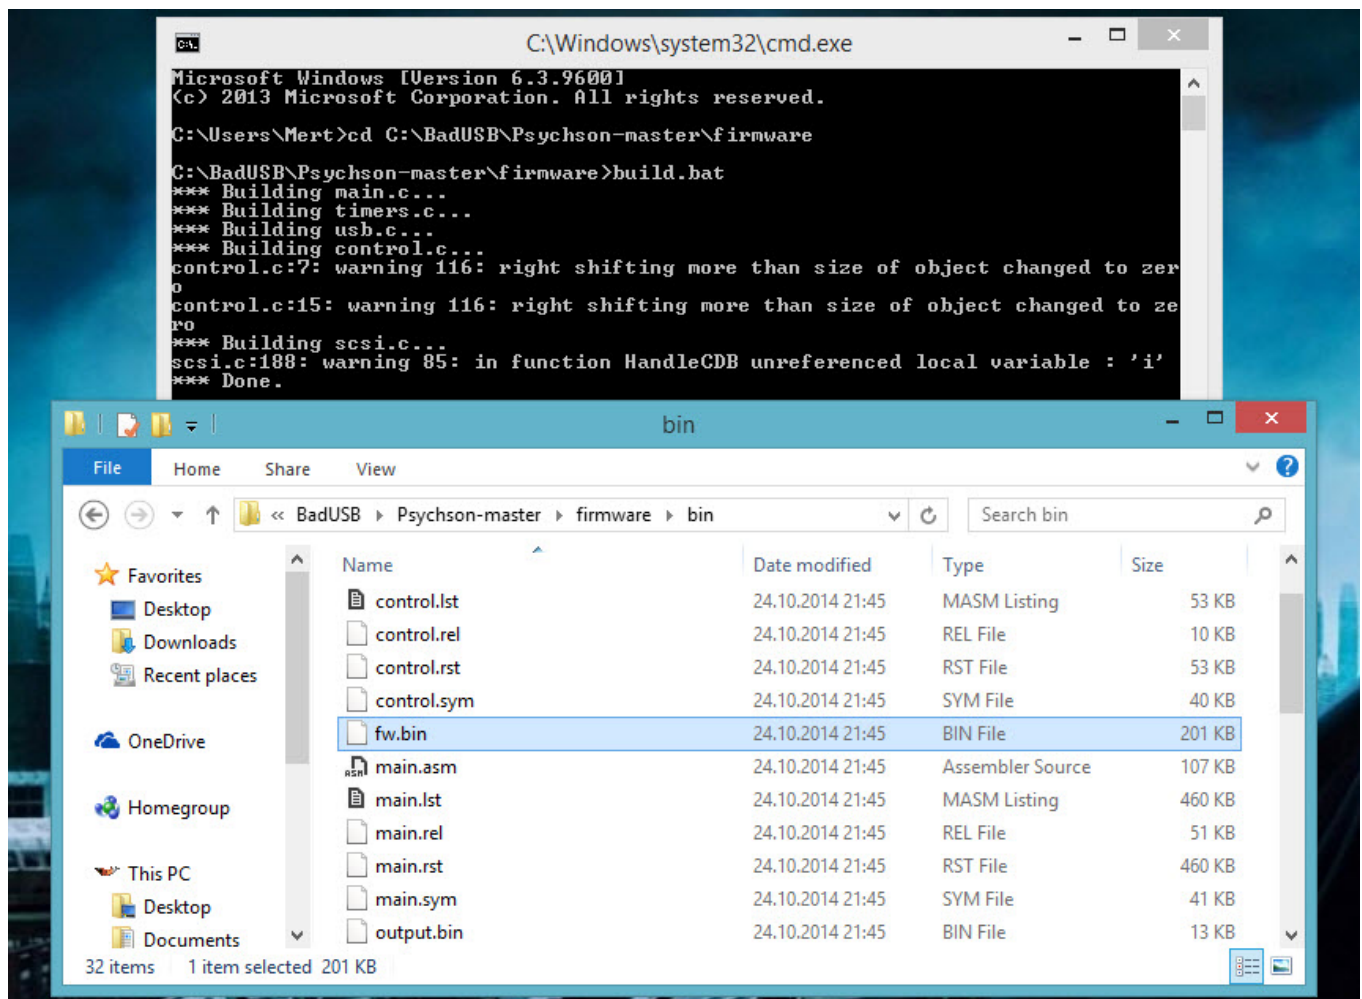 C:\Windows\system32\cmd.exe
Microsoft Windows [Version 6.3.9600]
(c) 2013 Microsoft Corporation. All rights reserved.
C:\Users\Mert>cd C:\BadUSB\Psychson-master\firmware
C:\BadUSB\Psychson-master\firmware>build.bat
*** Building main.c...
*** Building timers.c...
*** Building usb.c...
*** Building control.c...
control.c:7: warning 116: right shifting more than size of object changed to zer
o
control.c:15: warning 116: right shifting more than size of object changed to ze
ro
*** Building scsi.c...
scsi.c:188: warning 85: in function HandleCDB unreferenced local variable : 'i'
*** Done.
bin
File Home Share View
« BadUSB Psychson-master firmware bin Search bin
Favorites
Desktop
Downloads
Recent places
OneDrive
Homegroup
This PC
Desktop
Documents
Name Date modified Type Size
control.lst 24.10.2014 21:45 MASM Listing 53 KB
control.rel 24.10.2014 21:45 REL File 10 KB
control.rst 24.10.2014 21:45 RST File 53 KB
control.sym 24.10.2014 21:45 SYM File 40 KB
fw.bin 24.10.2014 21:45 BIN File 201 KB
main.asm 24.10.2014 21:45 Assembler Source 107 KB
main.lst 24.10.2014 21:45 MASM Listing 460 KB
main.rel 24.10.2014 21:45 REL File 51 KB
main.rst 24.10.2014 21:45 RST File 460 KB
main.sym 24.10.2014 21:45 SYM File 41 KB
output.bin 24.10.2014 21:45 BIN File 13 KB
32 items 1 item selected 201 KB